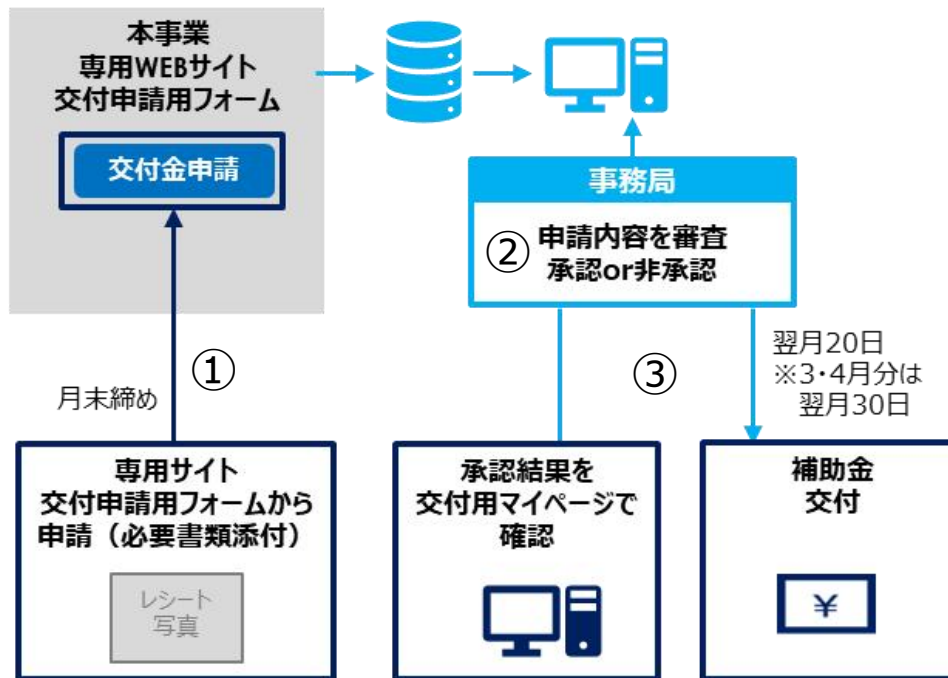 本事業
専用WEBサイト
交付申請用フォーム
交付金申請
事務局
② 申請内容を審査
承認or非承認
①
月末締め
③
翌月20日
※3・4月分は
翌月30日
専用サイト
交付申請用フォームから
申請（必要書類添付）
レシート
写真
承認結果を
交付用マイページで
確認
補助金
交付
¥